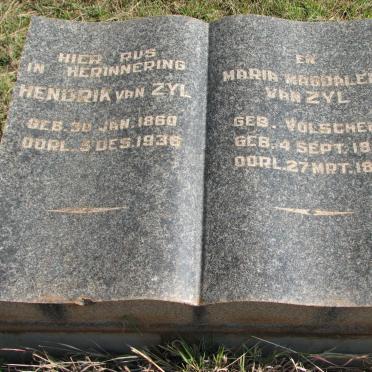 HIER RUS
IN HERINNERING
HENDRIK VAN ZYL
GEB. 30 JAN. 1860
OORL. 5 DES. 1936
EN
MARIA MAGDALE
VAN ZYL
GEB. VOLSCHE
GEB. 4 SEPT. 18
OORL. 27 MRT. 18